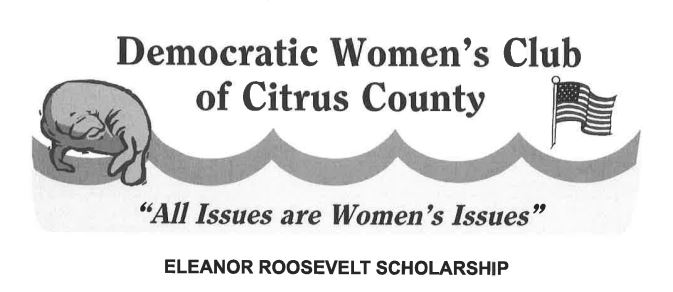 Democratic Women's Club
of Citrus County
"All Issues are Women's Issues"
ELEANOR ROOSEVELT SCHOLARSHIP